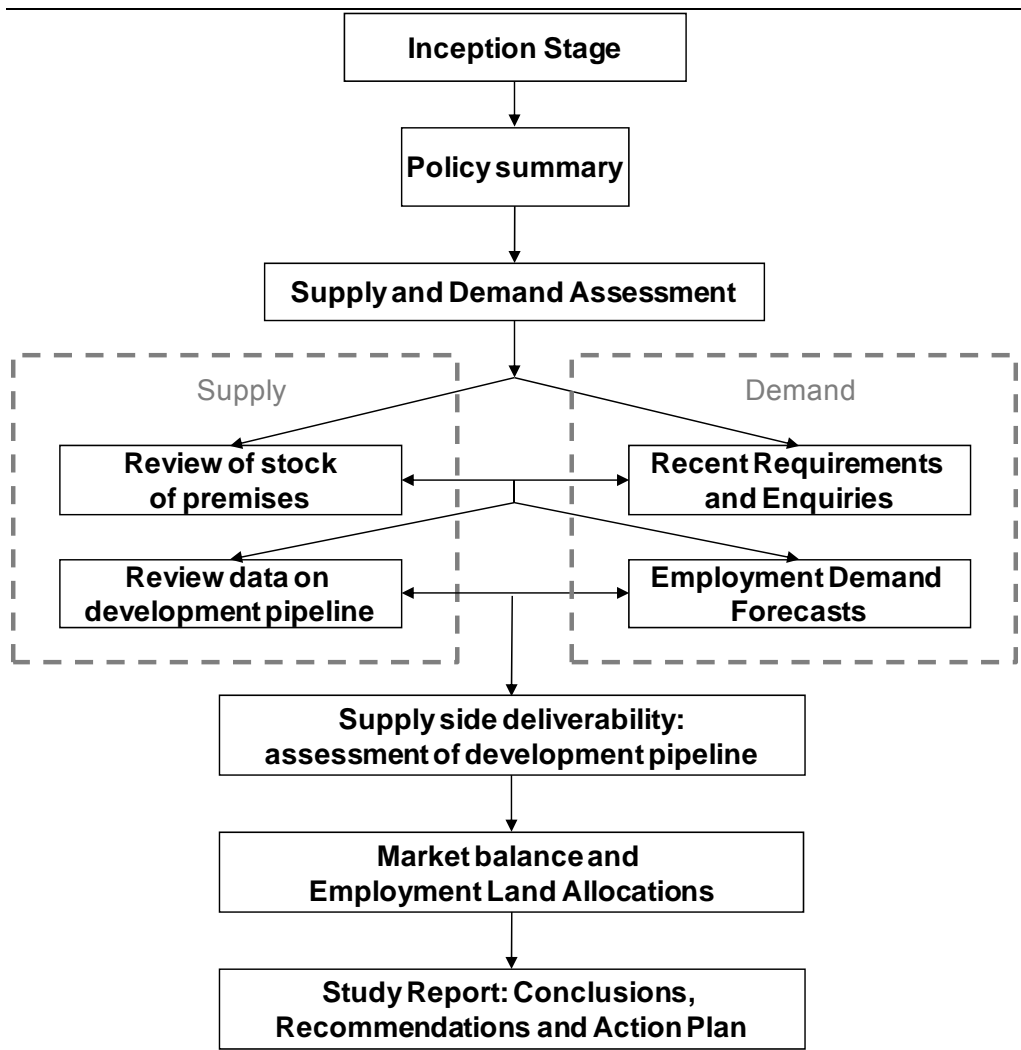 Inception Stage
Policy summary
Supply and Demand Assessment
Supply
Demand
Review of stock
of premises
Recent Requirements
and Enquiries
Review data on
development pipeline
Employment Demand
Forecasts
Supply side deliverability:
assessment of development pipeline
Market balance and
Employment Land Allocations
Study Report: Conclusions,
Recommendations and Action Plan